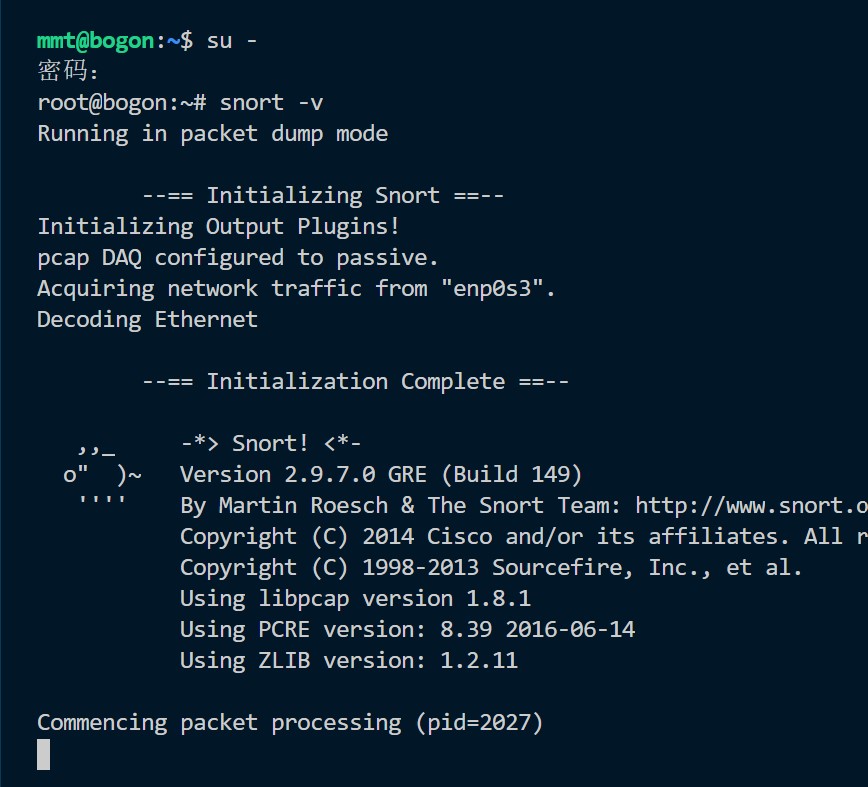 mmt@bogon:~$ su -
密码：
root@bogon:~# snort -v
Running in packet dump mode
--== Initializing Snort ==--
Initializing Output Plugins!
pcap DAQ configured to passive.
Acquiring network traffic from "enp0s3".
Decoding Ethernet
--== Initialization Complete ==--
,,_     -*> Snort! <*-
o"  )~   Version 2.9.7.0 GRE (Build 149)
''''    By Martin Roesch & The Snort Team: http://www.snort.o
Copyright (C) 2014 Cisco and/or its affiliates. All r
Copyright (C) 1998-2013 Sourcefire, Inc., et al.
Using libpcap version 1.8.1
Using PCRE version: 8.39 2016-06-14
Using ZLIB version: 1.2.11
Commencing packet processing (pid=2027)